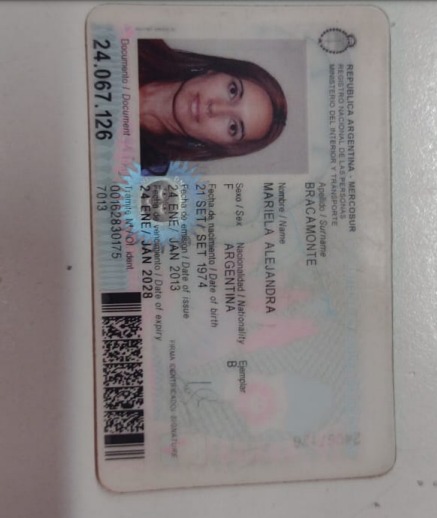 REPUBLICA ARGENTINA - MERCOSUR
REGISTRO NACIONAL DE LAS PERSONAS
MINISTERIO DEL INTERIOR Y TRANSPORTE
Apellido / Surname
BRACAMONTE
Nombre / Name
MARIELA ALEJANDRA
Sexo / Sex Nacionalidad / Nationality Ejemplar
F ARGENTINA B
Fecha de nacimiento / Date of birth
21 SET/ SET 1974
Fecha de emisión / Date of issue
24 ENE/ JAN 2013
Fecha de vencimiento / Date of expiry
24 ENE/ JAN 2028
FIRMA IDENTIFICADO/ SIGNATURE
Documento / Document
24.067.126
Trámite Nº / Of. ident.
00162830175
7013